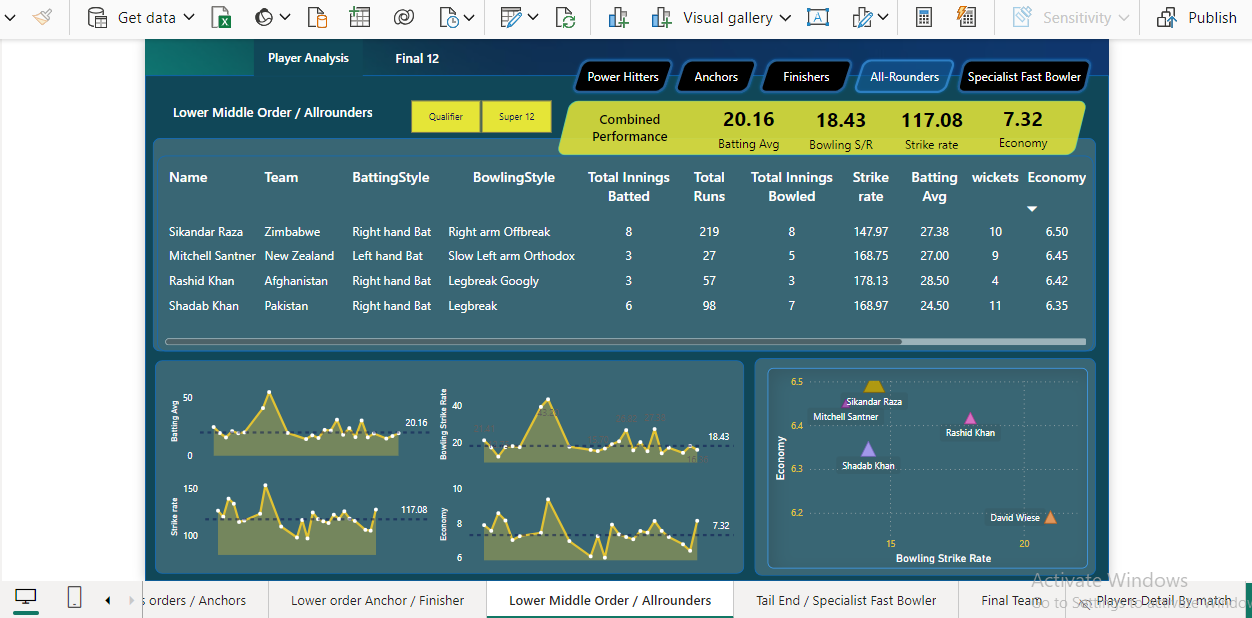 Get data
Visual gallery
A
Sensitivity
Publish
Player Analysis
Final 12
Power Hitters
Anchors
Finishers
All-Rounders
Specialist Fast Bowler
Lower Middle Order / Allrounders
Qualifier
Super 12
Combined Performance
20.16
Batting Avg
18.43
Bowling S/R
117.08
Strike rate
7.32
Economy
Name Team BattingStyle BowlingStyle Total Innings Batted Total Runs Total Innings Bowled Strike rate Batting Avg wickets Economy
Sikandar Raza Zimbabwe Right hand Bat Right arm Offbreak 8 219 8 147.97 27.38 10 6.50
Mitchell Santner New Zealand Left hand Bat Slow Left arm Orthodox 3 27 5 168.75 27.00 9 6.45
Rashid Khan Afghanistan Right hand Bat Legbreak Googly 3 57 3 178.13 28.50 4 6.42
Shadab Khan Pakistan Right hand Bat Legbreak 6 98 7 168.97 24.50 11 6.35
Batting Avg
50
0
20.16
Bowling Strike Rate
40
20
18.43
Strike rate
150
100
117.08
Economy
10
8
6
7.32
Economy
6.5
6.4
6.3
6.2
Sikandar Raza
Mitchell Santner
Rashid Khan
Shadab Khan
David Wiese
15
20
Bowling Strike Rate
Activate Windows
Go to Settings to activate Windows
s orders / Anchors
Lower order Anchor / Finisher
Lower Middle Order / Allrounders
Tail End / Specialist Fast Bowler
Final Team
Players Detail By match